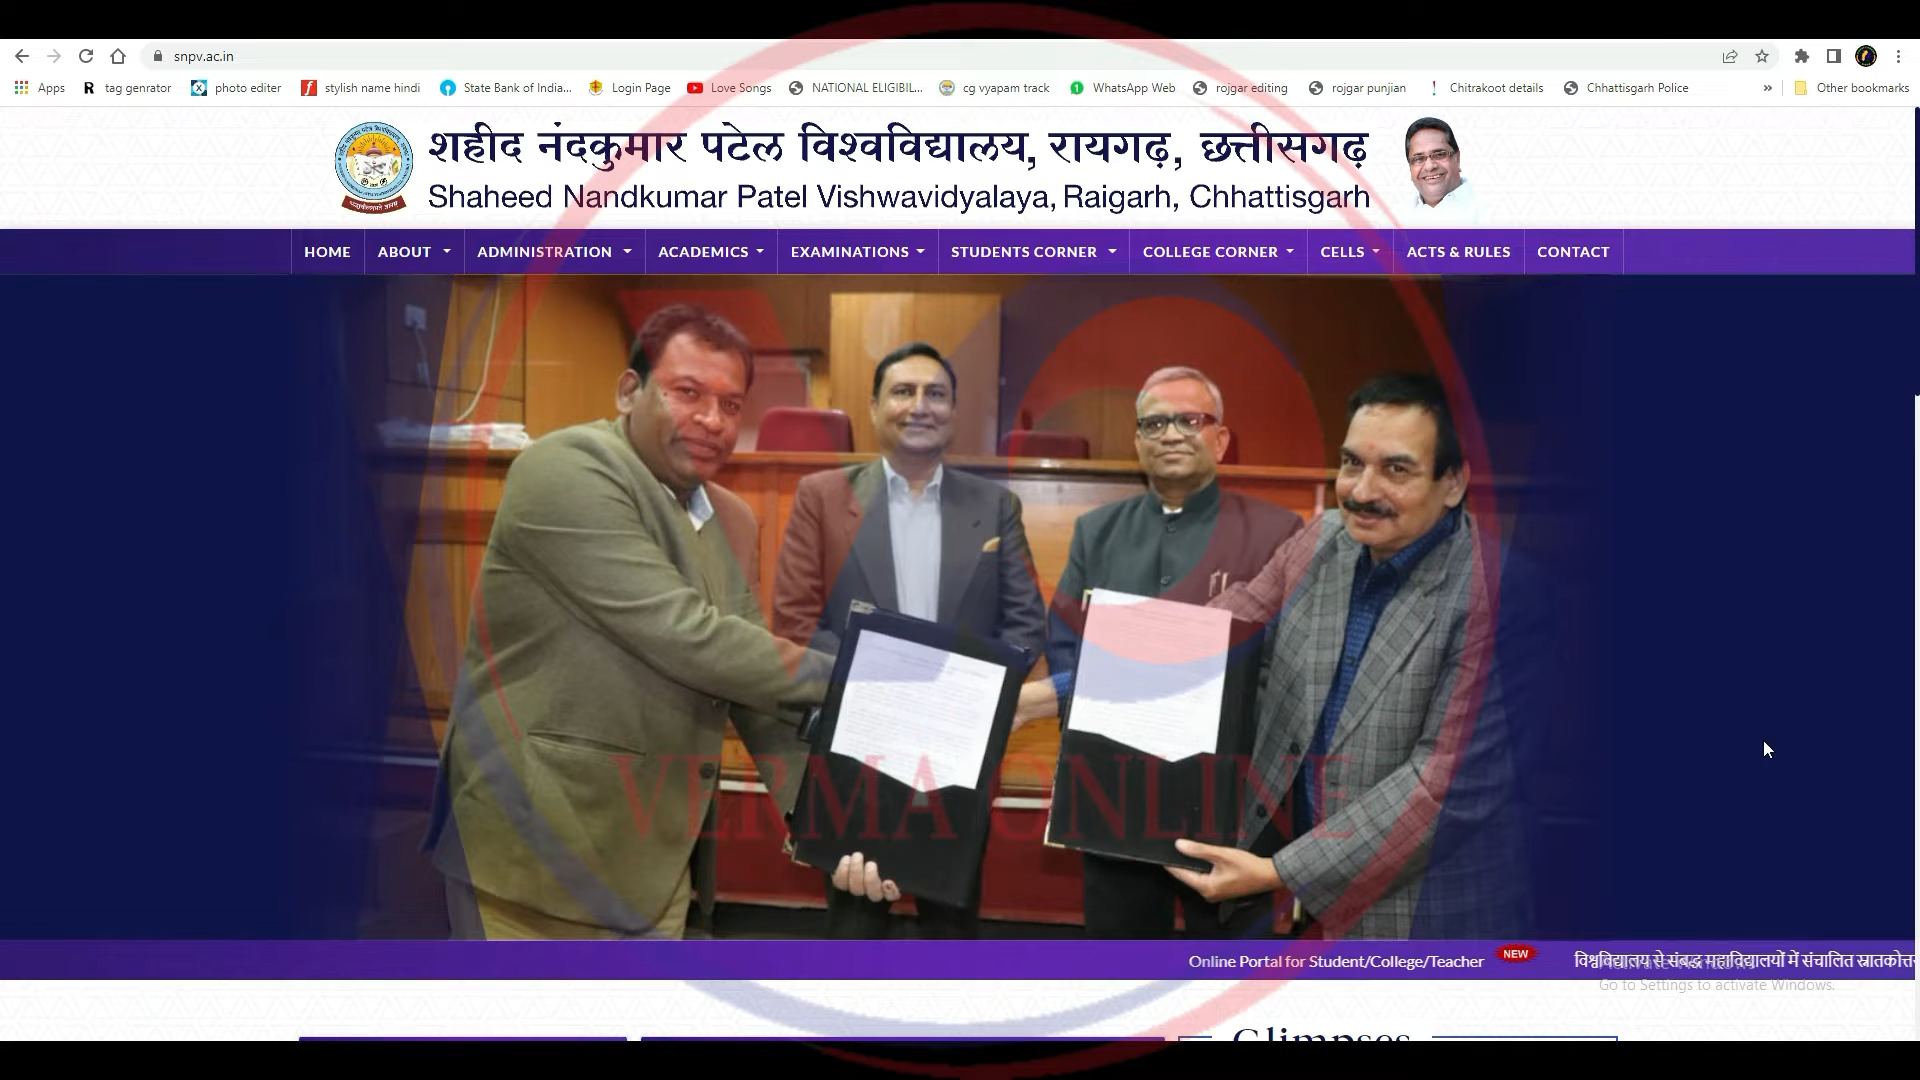 snpv.ac.in
Apps tag genrator photo editer stylish name hindi State Bank of India... Login Page Love Songs NATIONAL ELIGIBIL... cg vyapam track WhatsApp Web rojgar editing rojgar punjian Chitrakoot details Chhattisgarh Police » Other bookmarks
शहीद नंदकुमार पटेल विश्वविद्यालय, रायगढ़, छत्तीसगढ़
Shaheed Nandkumar Patel Vishwavidyalaya, Raigarh, Chhattisgarh
HOME ABOUT ADMINISTRATION ACADEMICS EXAMINATIONS STUDENTS CORNER COLLEGE CORNER CELLS ACTS & RULES CONTACT
VERMA ONLINE
Online Portal for Student/College/Teacher NEW विश्वविद्यालय से संबद्ध महाविद्यालयों में संचालित स्नातकोत्त
Activate Windows
Go to Settings to activate Windows.
Glimpses